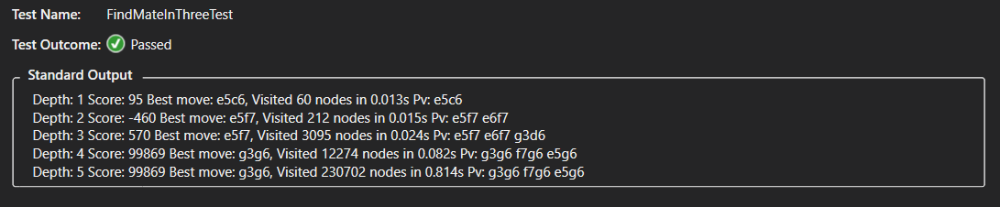 Test Name: FindMateInThreeTest
Test Outcome: Passed
Standard Output
Depth: 1 Score: 95 Best move: e5c6, Visited 60 nodes in 0.013s Pv: e5c6
Depth: 2 Score: -460 Best move: e5f7, Visited 212 nodes in 0.015s Pv: e5f7 e6f7
Depth: 3 Score: 570 Best move: e5f7, Visited 3095 nodes in 0.024s Pv: e5f7 e6f7 g3d6
Depth: 4 Score: 99869 Best move: g3g6, Visited 12274 nodes in 0.082s Pv: g3g6 f7g6 e5g6
Depth: 5 Score: 99869 Best move: g3g6, Visited 230702 nodes in 0.814s Pv: g3g6 f7g6 e5g6